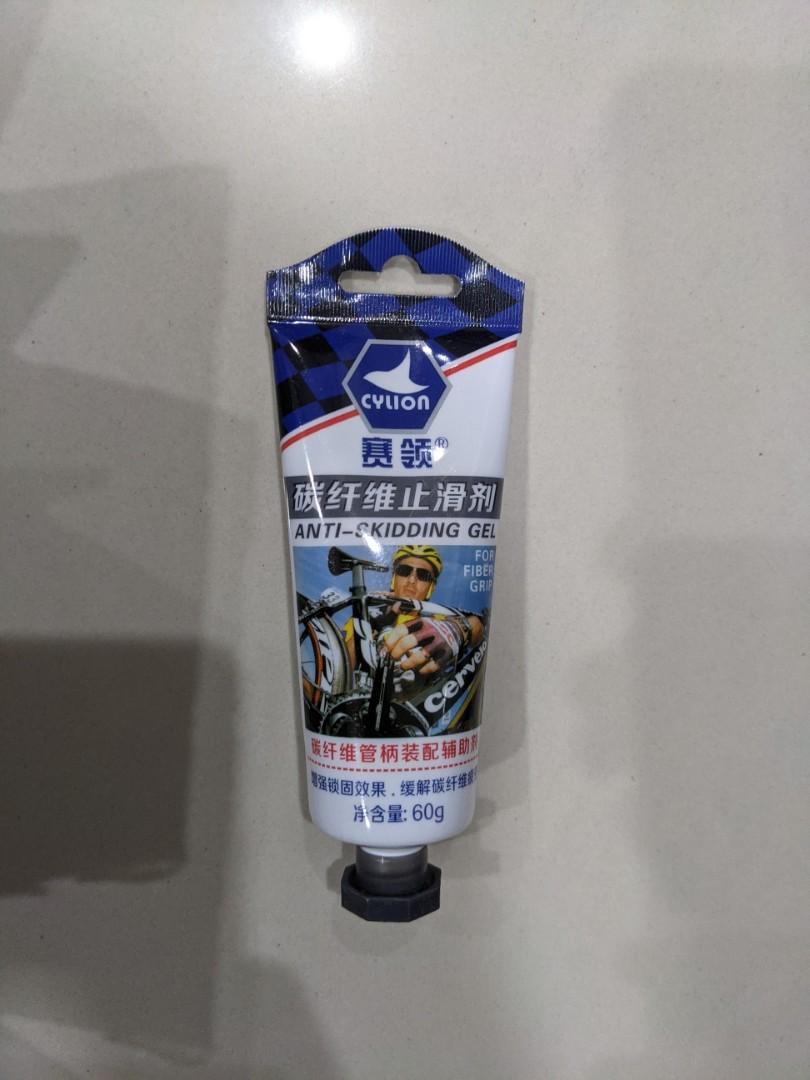 CYLION
赛领®
碳纤维止滑剂
ANTI-SKIDDING GEL
FOR
FIBER
GRIP
cervelo
碳纤维管柄装配辅助剂
增强锁固效果，缓解碳纤维
净含量: 60g